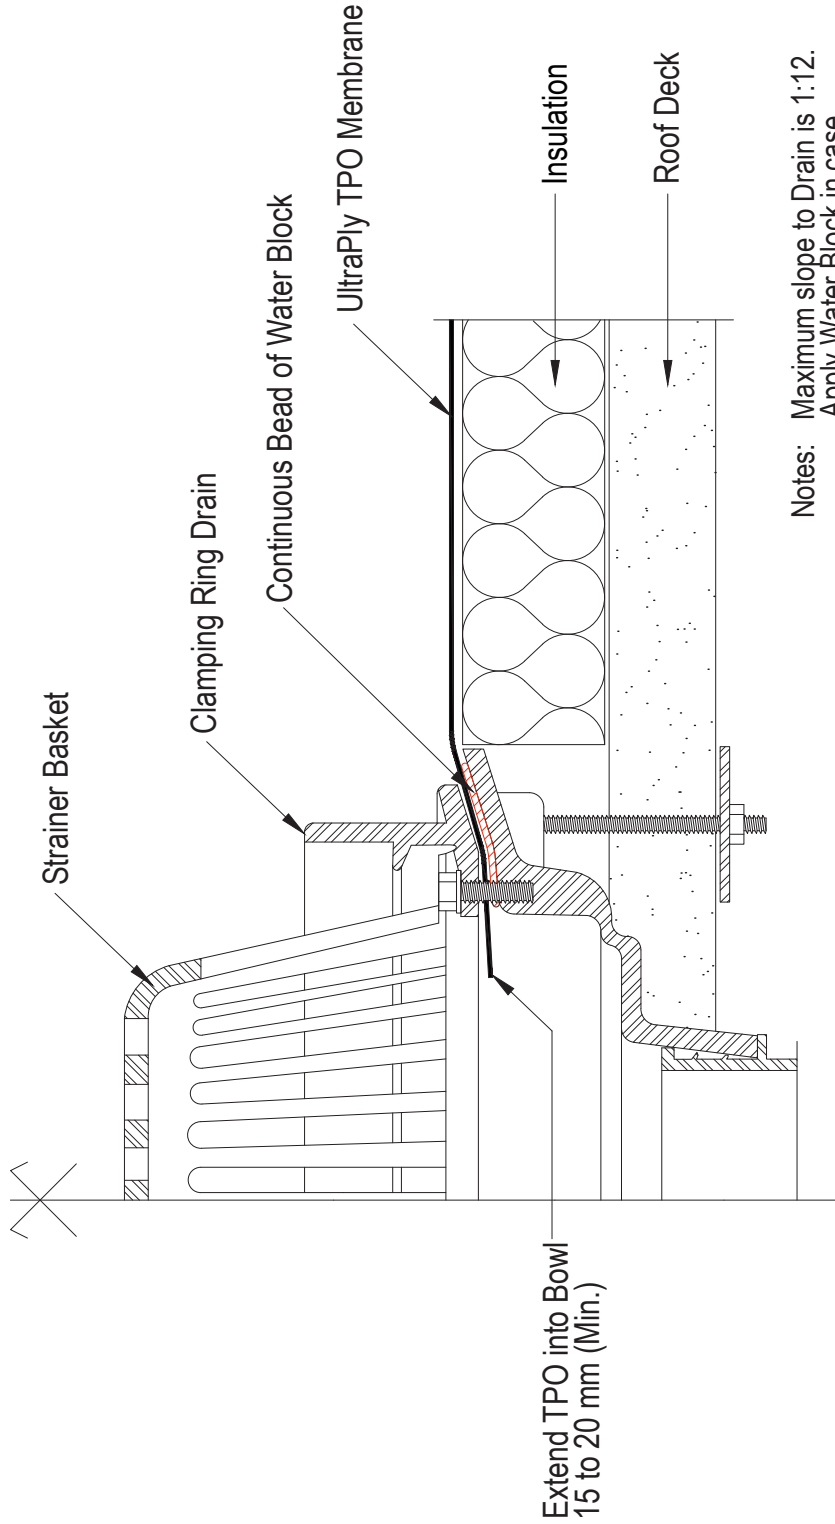 Strainer Basket
Clamping Ring Drain
Continuous Bead of Water Block
UltraPly TPO Membrane
Insulation
Roof Deck
Extend TPO into Bowl
15 to 20 mm (Min.)
Notes: Maximum slope to Drain is 1:12.
Apply Water Block in case